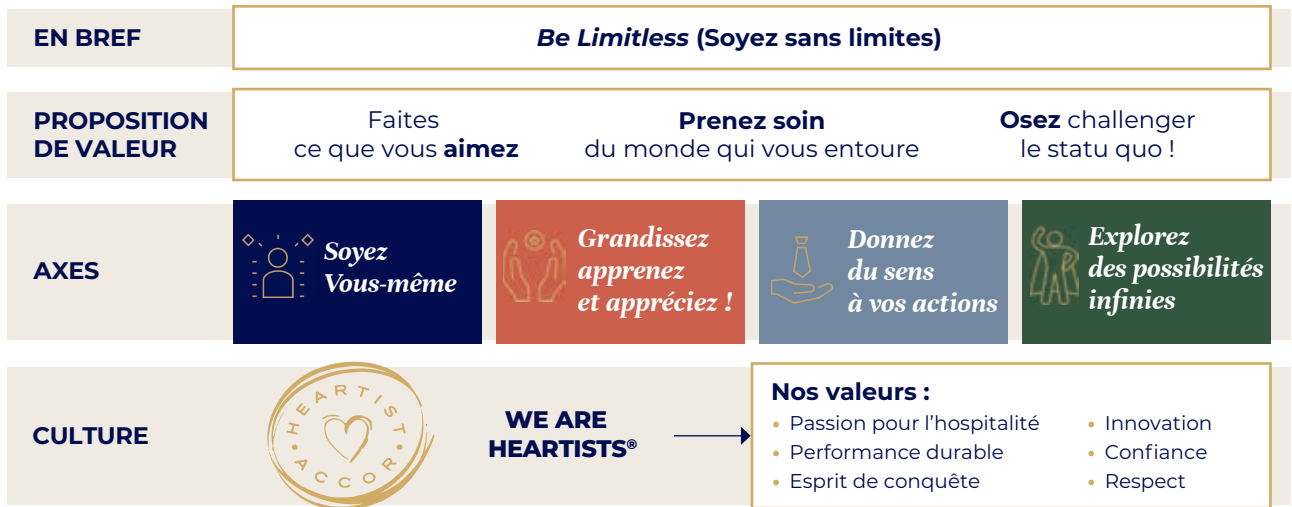 EN BREF
Be Limitless (Soyez sans limites)
PROPOSITION
DE VALEUR
Faites
ce que vous aimez
Prenez soin
du monde qui vous entoure
Osez challenger
le statu quo !
AXES
Soyez
Vous-même
Grandissez
apprenez
et appréciez !
Donnez
du sens
à vos actions
Explorez
des possibilités
infinies
CULTURE
HEARTIST
ACCOR
WE ARE
HEARTISTS®
Nos valeurs :
• Passion pour l’hospitalité
• Performance durable
• Esprit de conquête
• Innovation
• Confiance
• Respect